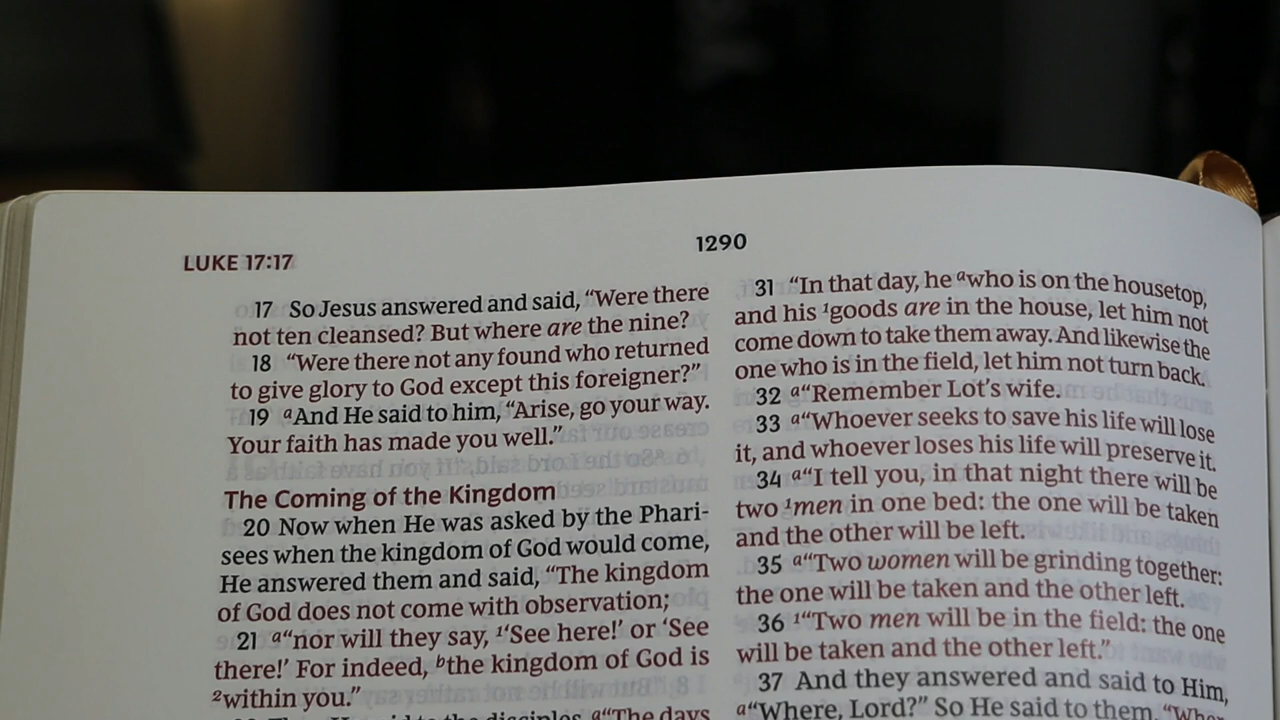 LUKE 17:17
1290
17 So Jesus answered and said, “Were there
not ten cleansed? But where are the nine?
18 “Were there not any found who returned
to give glory to God except this foreigner?”
19 ᵃAnd He said to him, “Arise, go your way.
Your faith has made you well.”
The Coming of the Kingdom
20 Now when He was asked by the Phari-
sees when the kingdom of God would come,
He answered them and said, “The kingdom
of God does not come with observation;
21 ᵃ“nor will they say, ¹‘See here!’ or ‘See
there!’ For indeed, ᵇthe kingdom of God is
²within you.”
disciples, ᵃ“The days
31 “In that day, he ᵃwho is on the housetop,
and his ¹goods are in the house, let him not
come down to take them away. And likewise the
one who is in the field, let him not turn back.
32 ᵃ“Remember Lot’s wife.
33 ᵃ“Whoever seeks to save his life will lose
it, and whoever loses his life will preserve it.
34 ᵃ“I tell you, in that night there will be
two ¹men in one bed: the one will be taken
and the other will be left.
35 ᵃ“Two women will be grinding together:
the one will be taken and the other left.
36 ¹“Two men will be in the field: the one
will be taken and the other left.”
37 And they answered and said to Him,
ᵃ“Where, Lord?” So He said to them,